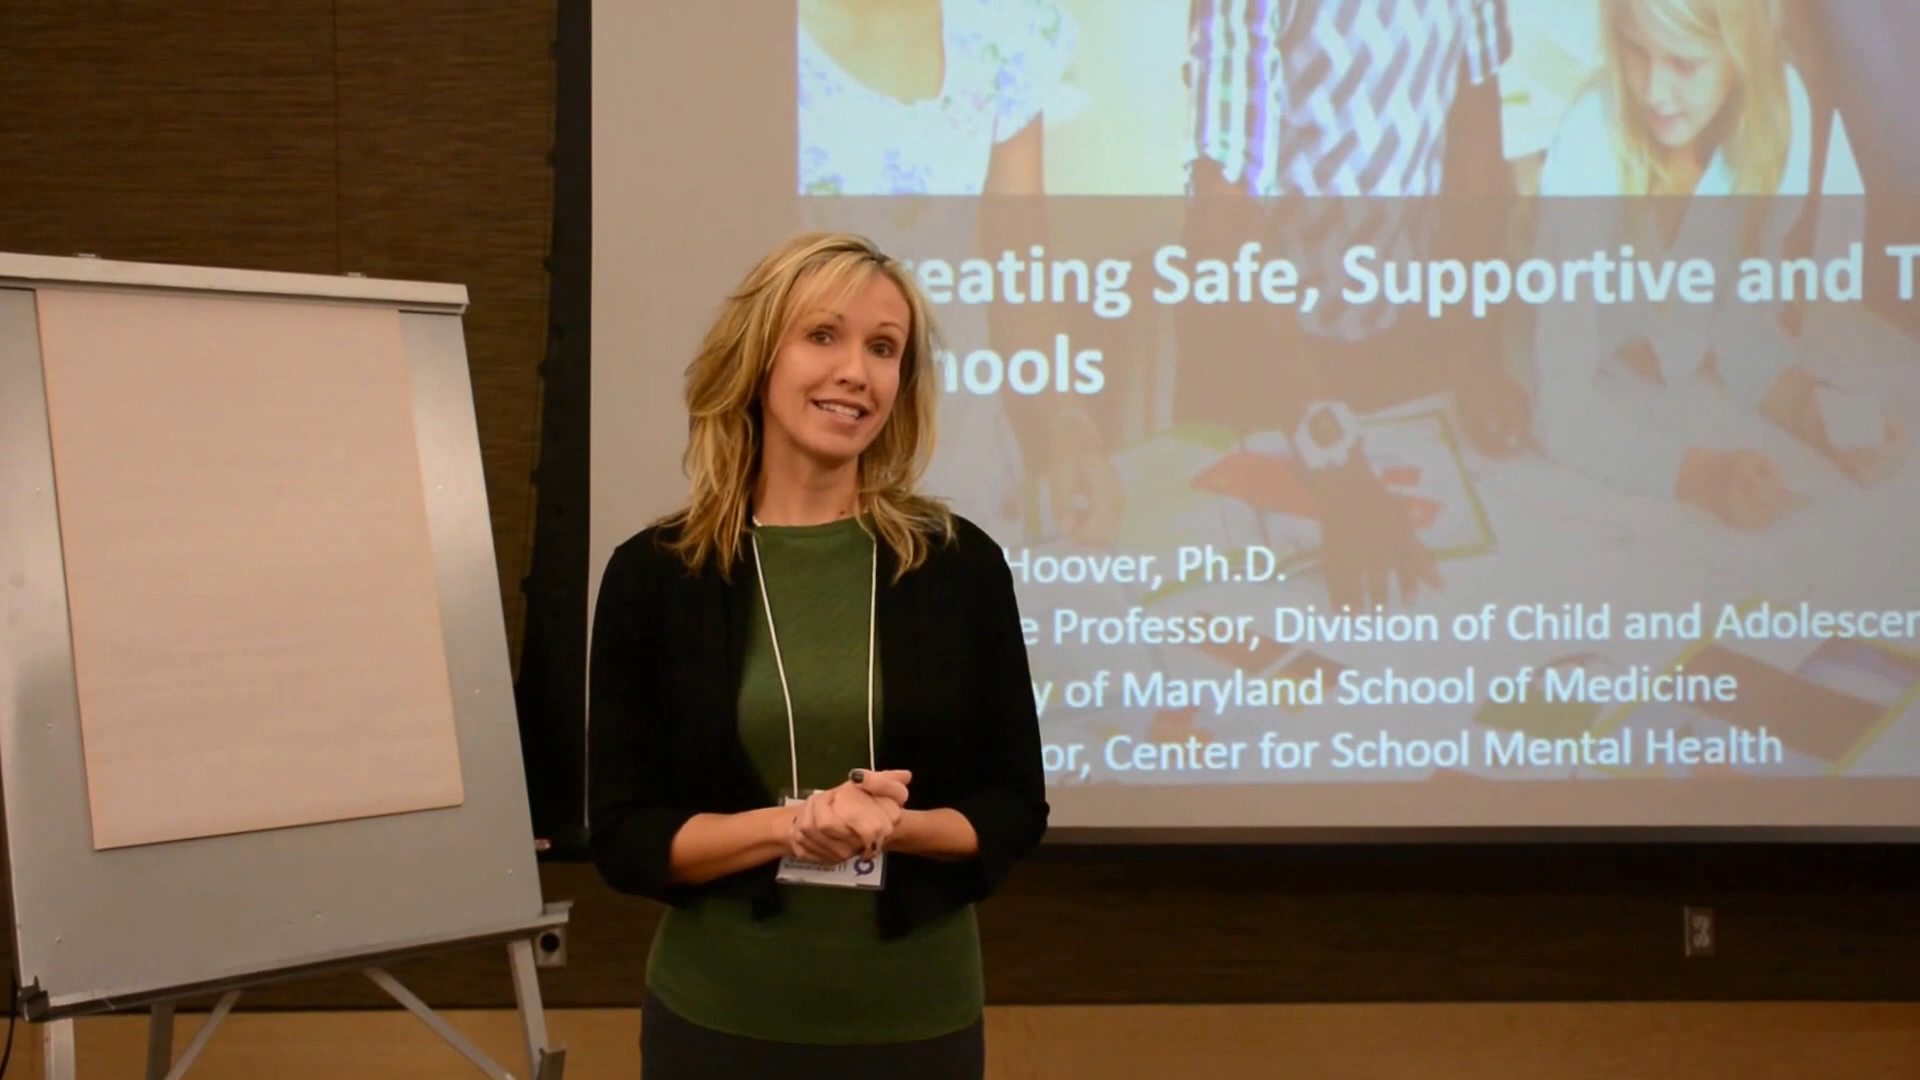 reating Safe, Supportive and T
hools
Hoover, Ph.D.
e Professor, Division of Child and Adolescen
y of Maryland School of Medicine
or, Center for School Mental Health